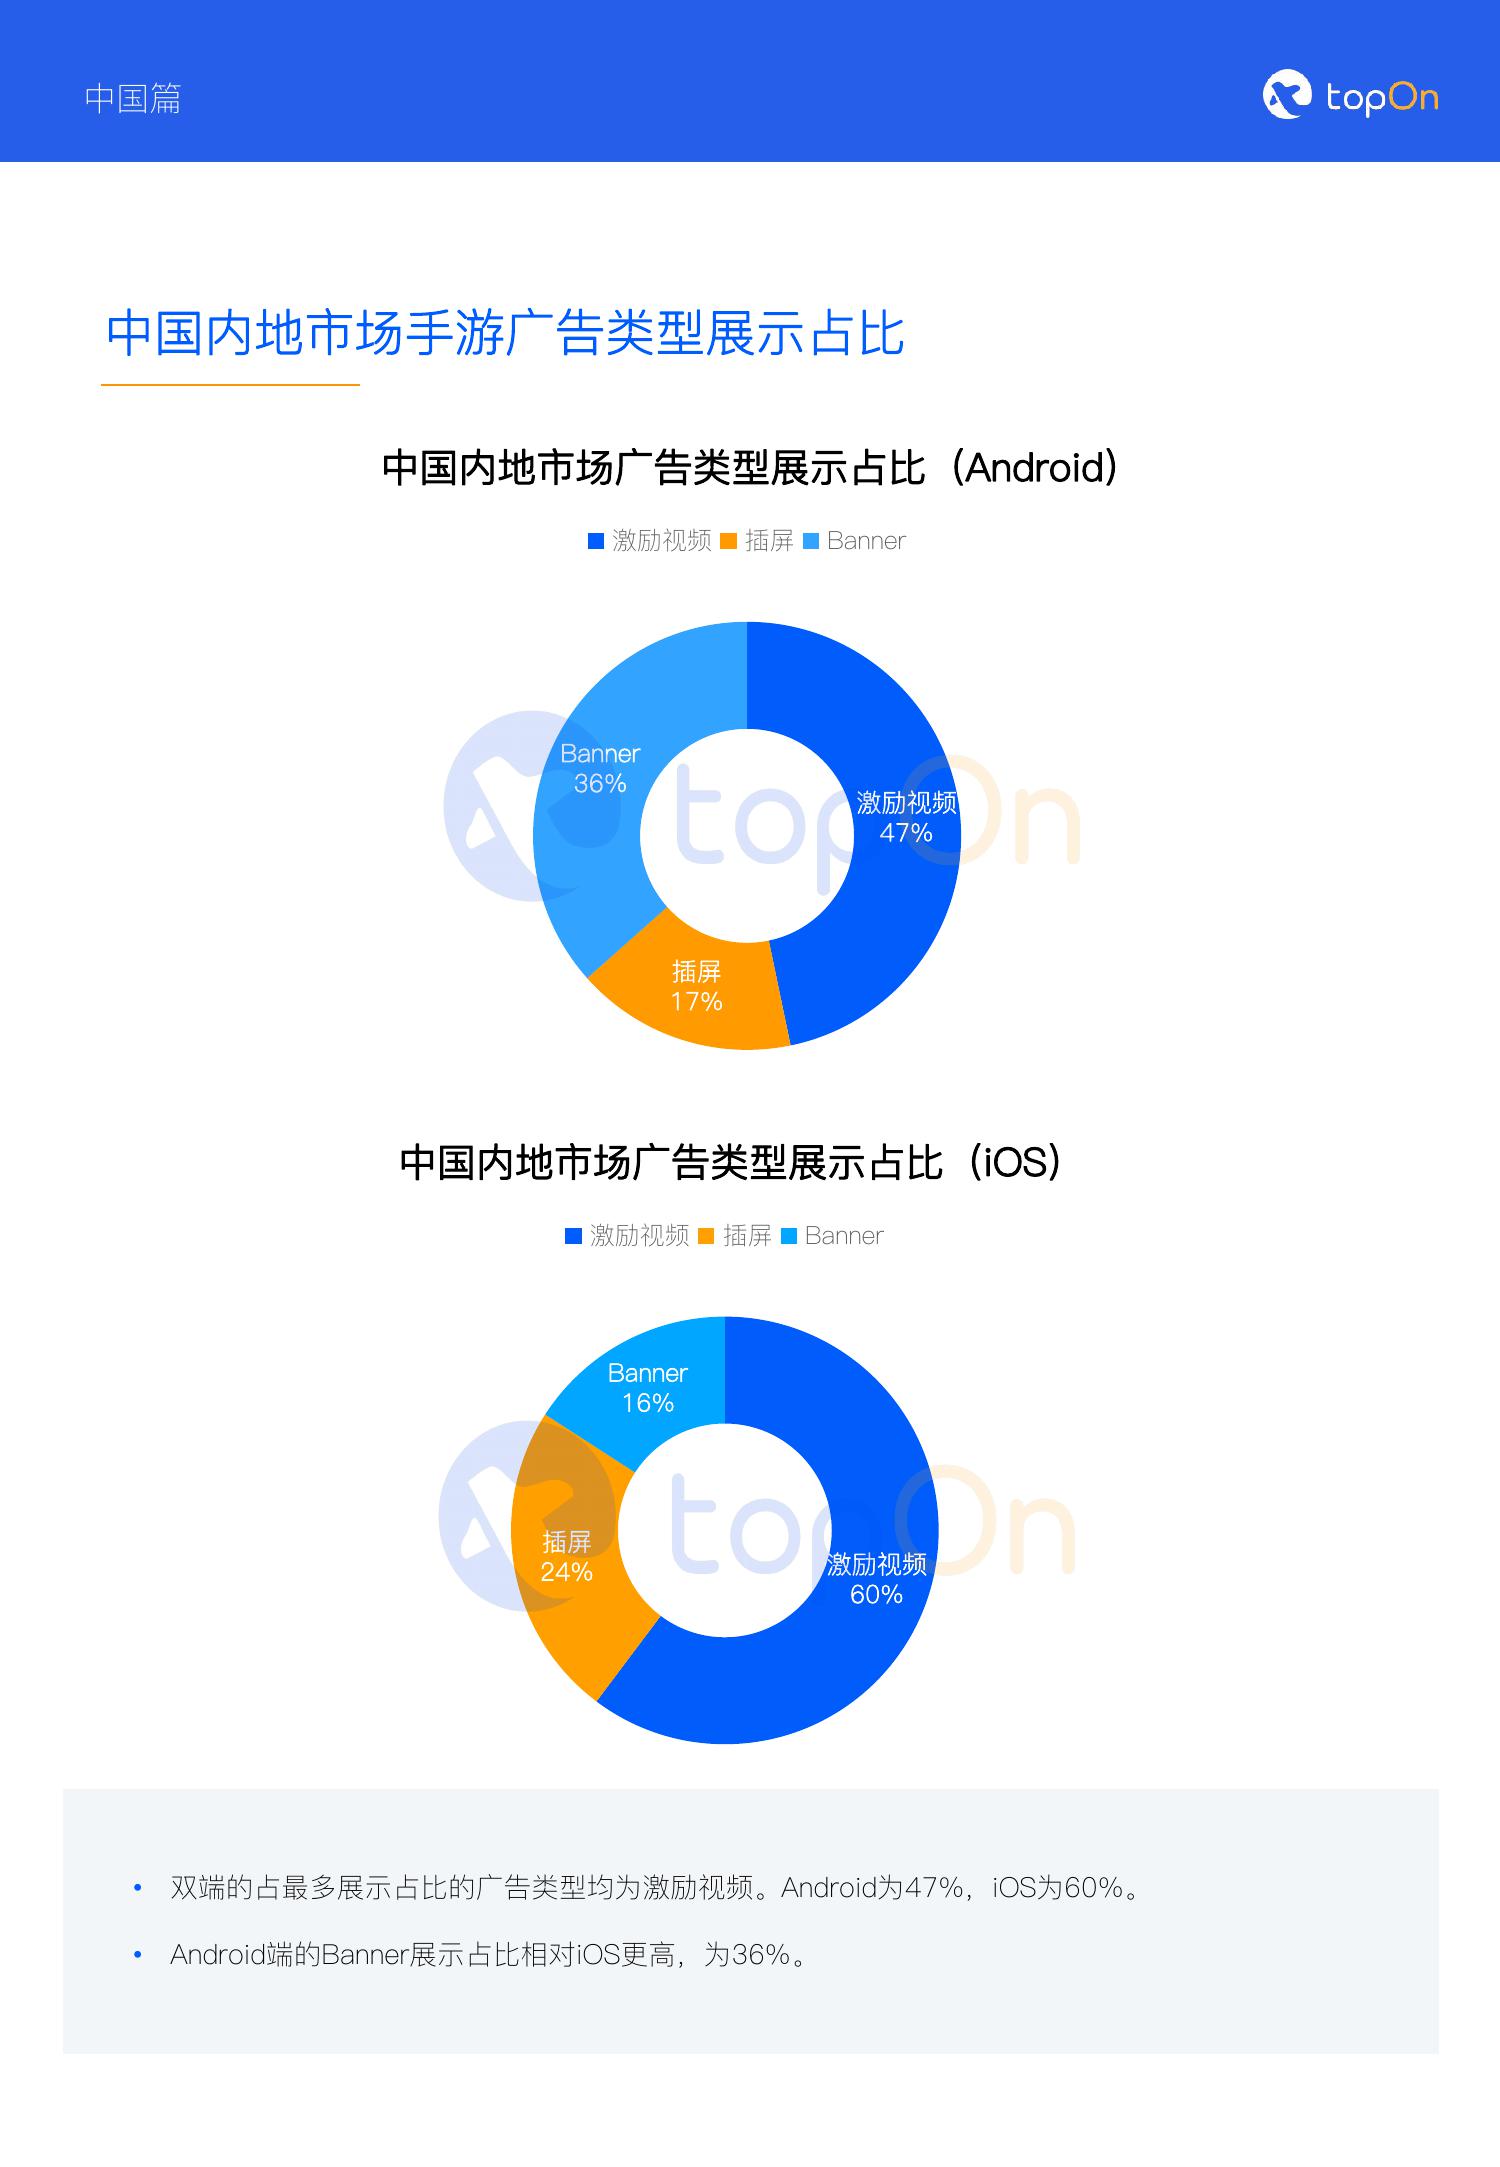 中国篇
topOn
中国内地市场手游广告类型展示占比
中国内地市场广告类型展示占比（Android）
激励视频 插屏 Banner
Banner
36%
激励视频
47%
插屏
17%
topOn
中国内地市场广告类型展示占比（iOS）
激励视频 插屏 Banner
Banner
16%
插屏
24%
激励视频
60%
topOn
• 双端的占最多展示占比的广告类型均为激励视频。Android为47%，iOS为60%。
• Android端的Banner展示占比相对iOS更高，为36%。